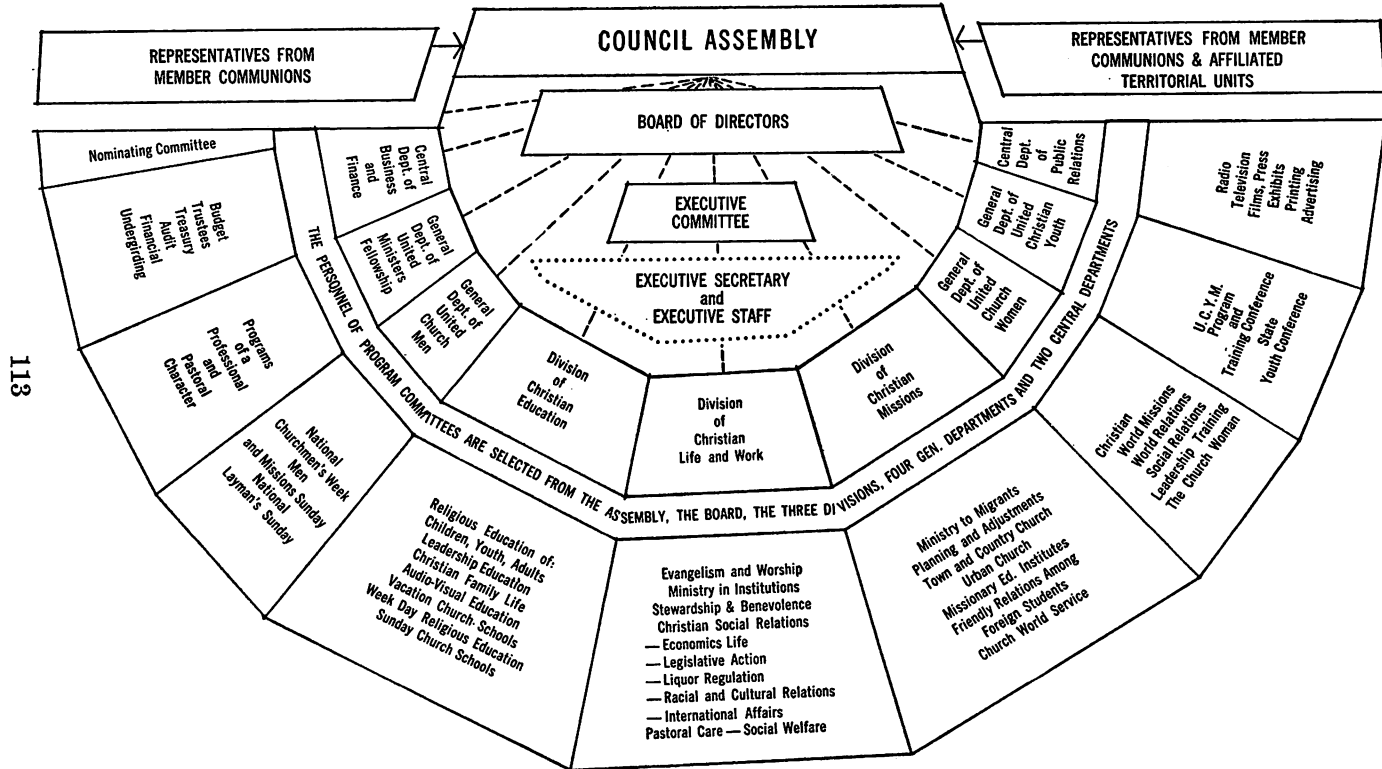 COUNCIL ASSEMBLY
REPRESENTATIVES FROM
MEMBER COMMUNIONS
REPRESENTATIVES FROM MEMBER
COMMUNIONS & AFFILIATED
TERRITORIAL UNITS
BOARD OF DIRECTORS
EXECUTIVE
COMMITTEE
EXECUTIVE SECRETARY
and
EXECUTIVE STAFF
Central
Dept. of
Business
and
Finance
General
Dept. of
United
Ministers
Fellowship
General
Dept. of
United
Church
Men
Division
of
Christian
Education
Division
of
Christian
Life and Work
Division
of
Christian
Missions
General
Dept. of
United
Church
Women
General
Dept. of
United
Christian
Youth
Central
Dept.
of
Public
Relations
THE PERSONNEL OF PROGRAM COMMITTEES ARE SELECTED FROM THE ASSEMBLY, THE BOARD, THE THREE DIVISIONS, FOUR GEN. DEPARTMENTS AND TWO CENTRAL DEPARTMENTS
Nominating Committee
Budget
Trustees
Treasury
Audit
Financial
Undergirding
Programs
of a
Professional
and
Pastoral
Character
National
Churchmen's Week
Men
and Missions Sunday
National
Layman's Sunday
Religious Education of:
Children, Youth, Adults
Leadership Education
Christian Family Life
Audio-Visual Education
Vacation Church Schools
Week Day Religious Education
Sunday Church Schools
Evangelism and Worship
Ministry in Institutions
Stewardship & Benevolence
Christian Social Relations
— Economics Life
— Legislative Action
— Liquor Regulation
— Racial and Cultural Relations
— International Affairs
Pastoral Care — Social Welfare
Ministry to Migrants
Planning and Adjustments
Town and Country Church
Urban Church
Missionary Ed. Institutes
Friendly Relations Among
Foreign Students
Church World Service
Christian
World Missions
World Relations
Social Relations
Leadership Training
The Church Woman
U.C.Y.M.
Program
and
Training Conference
State
Youth Conference
Radio
Television
Films, Press
Exhibits
Printing
Advertising
113